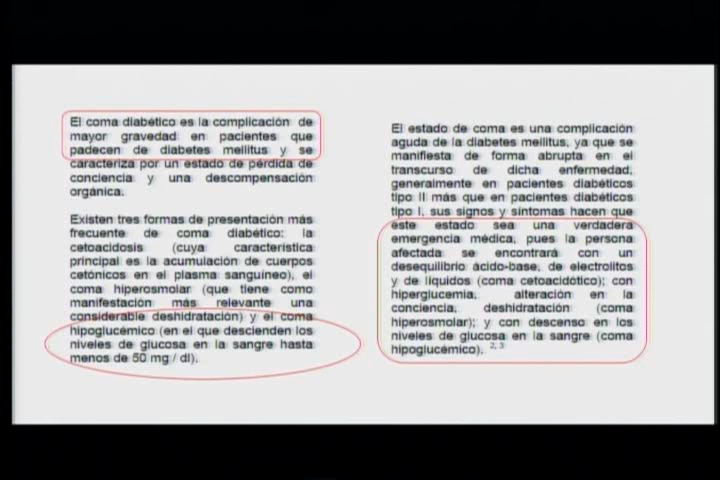 El coma diabético es la complicación de
mayor gravedad en pacientes que
padecen de diabetes mellitus y se
caracteriza por un estado de pérdida de
conciencia y una descompensación
orgánica.
Existen tres formas de presentación más
frecuente de coma diabético: la
cetoacidosis (cuya característica
principal es la acumulación de cuerpos
cetónicos en el plasma sanguíneo), el
coma hiperosmolar (que tiene como
manifestación más relevante una
considerable deshidratación) y el coma
hipoglucémico (en el que descienden los
niveles de glucosa en la sangre hasta
menos de 50 mg / dl).
El estado de coma es una complicación
aguda de la diabetes mellitus, ya que se
manifiesta de forma abrupta en el
transcurso de dicha enfermedad,
generalmente en pacientes diabéticos
tipo II más que en pacientes diabéticos
tipo I, sus signos y síntomas hacen que
este estado sea una verdadera
emergencia médica, pues la persona
afectada se encontrará con un
desequilibrio ácido-base, de electrolitos
y de líquidos (coma cetoacidótico); con
hiperglucemia, alteración en la
conciencia, deshidratación (coma
hiperosmolar); y con descenso en los
niveles de glucosa en la sangre (coma
hipoglucémico). 2, 3